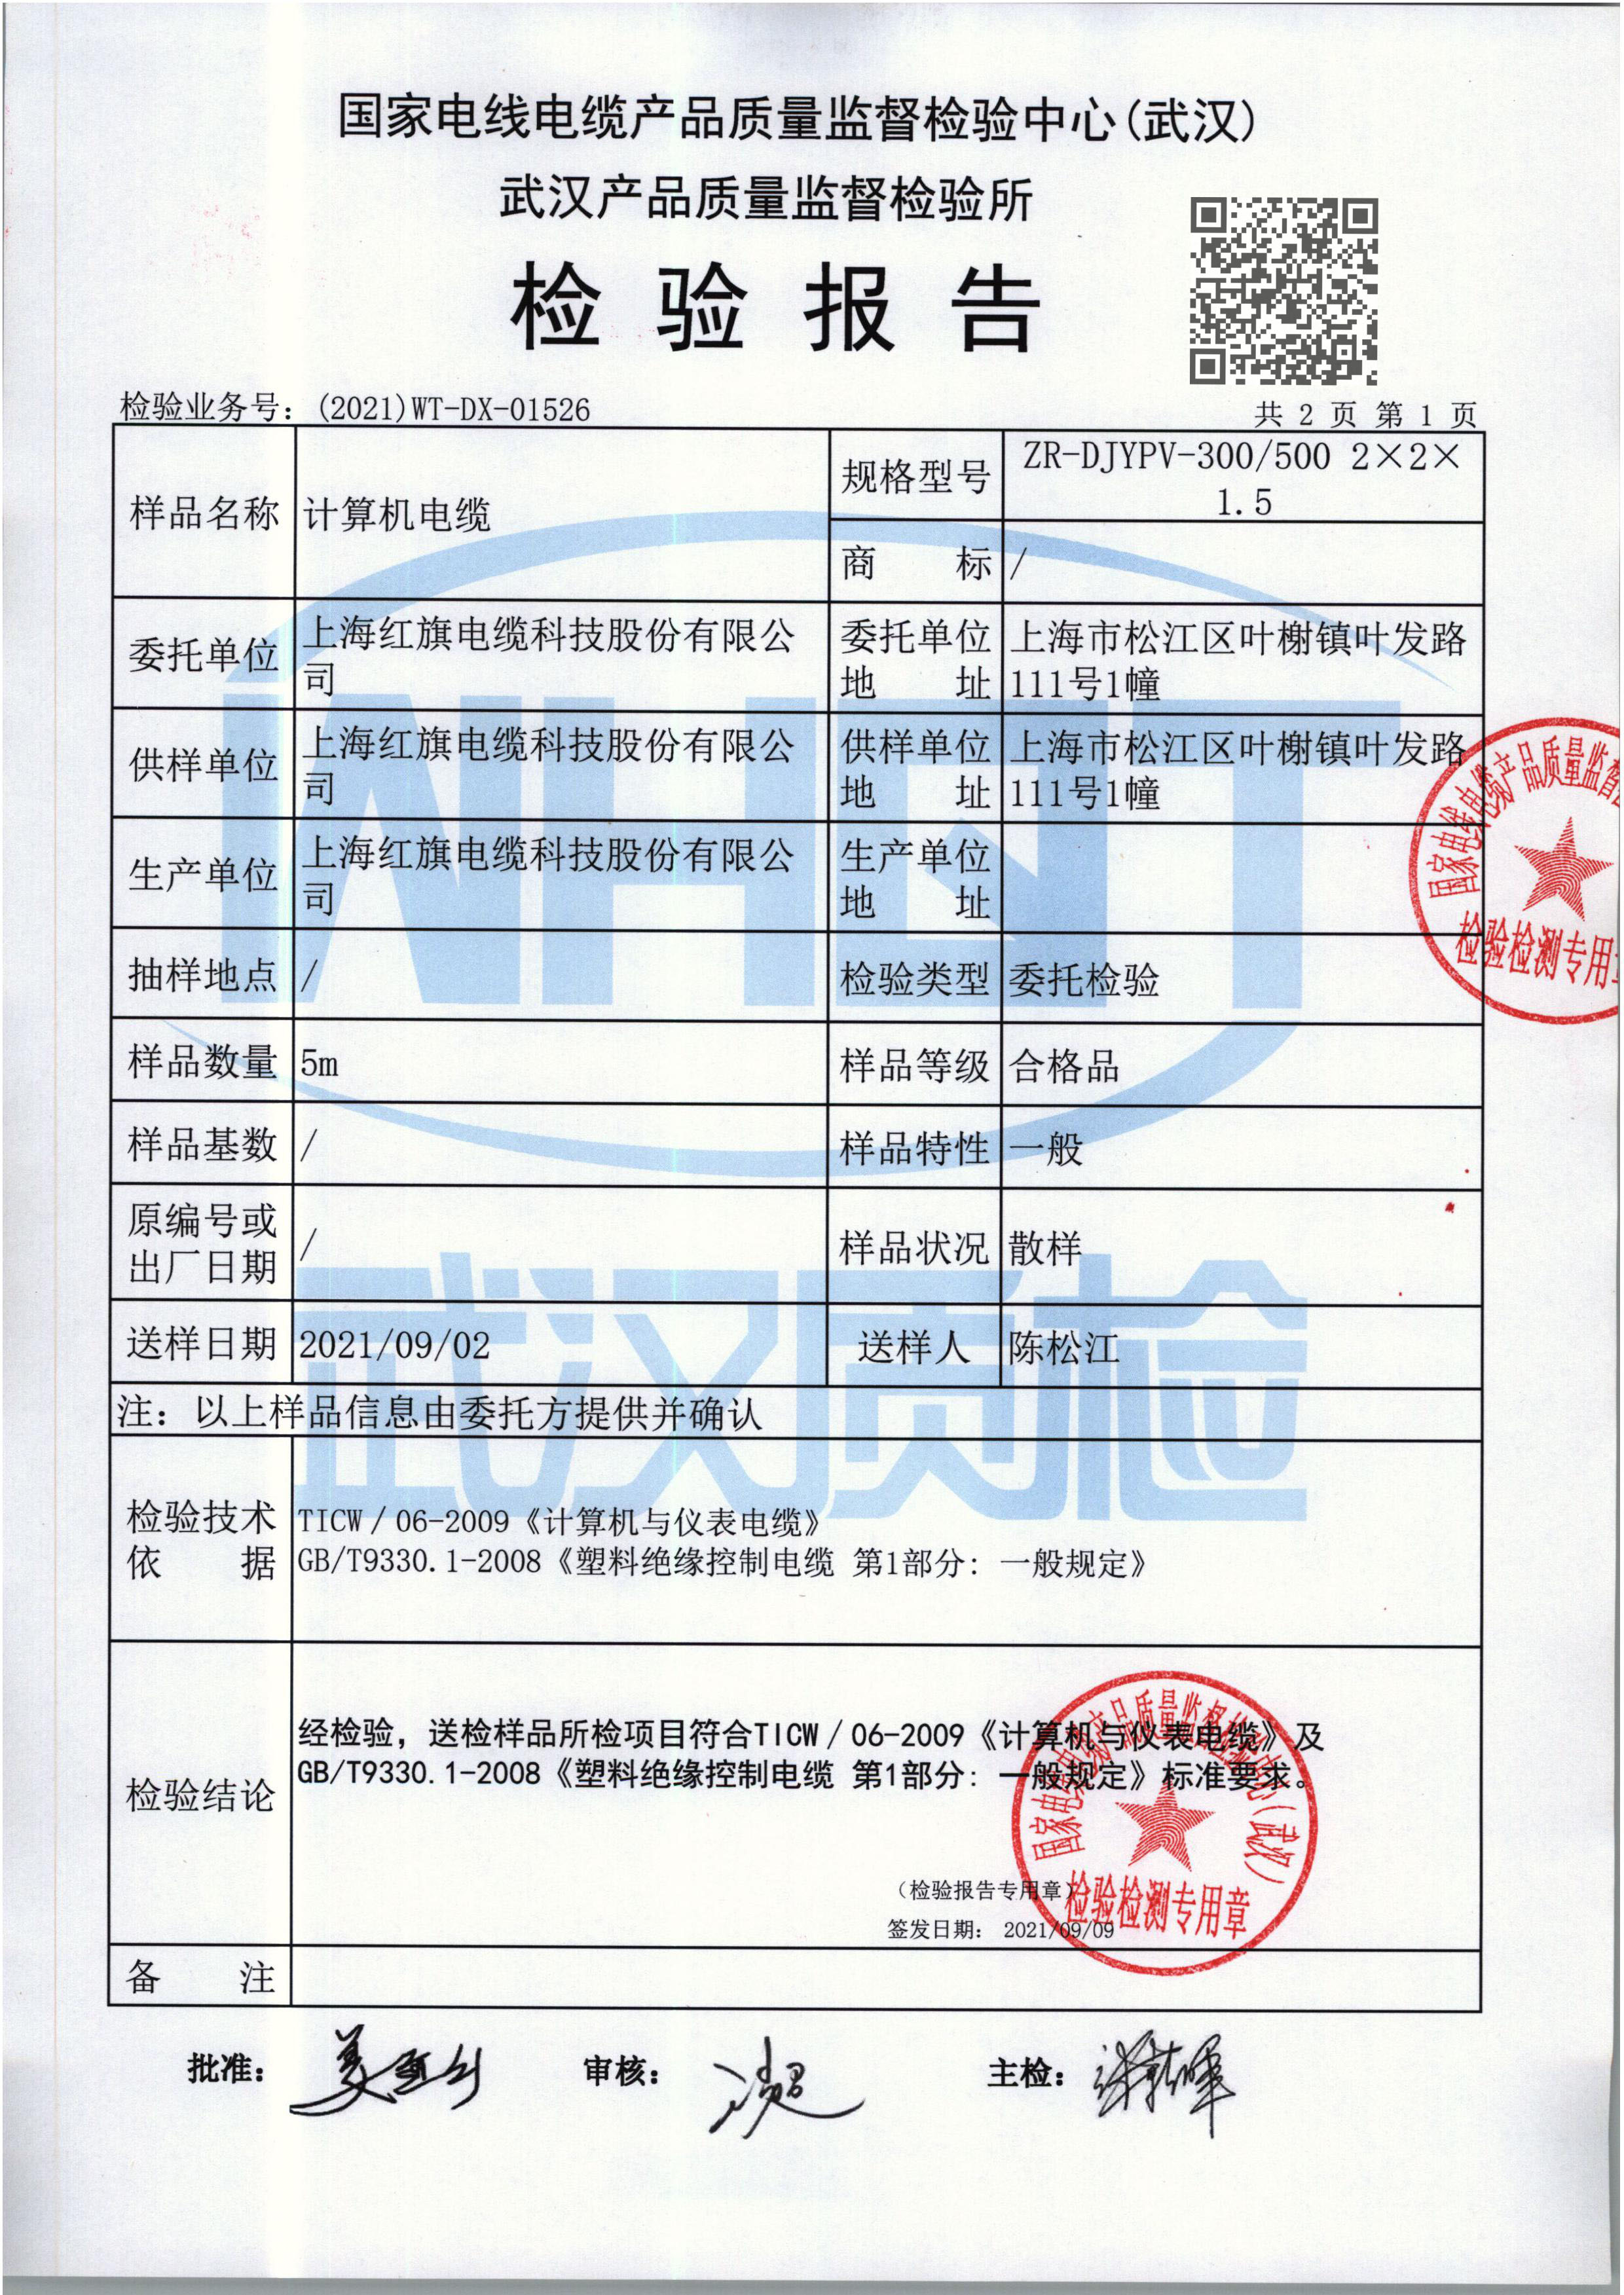 国家电线电缆产品质量监督检验中心(武汉)
武汉产品质量监督检验所
检验报告
检验业务号：(2021)WT-DX-01526
共 2 页 第 1 页
样品名称 计算机电缆
规格型号 ZR-DJYPV-300/500 2×2×
1.5
商 标 /
委托单位 上海红旗电缆科技股份有限公
司
委托单位 上海市松江区叶榭镇叶发路
地 址 111号1幢
供样单位 上海红旗电缆科技股份有限公
司
供样单位 上海市松江区叶榭镇叶发路
地 址 111号1幢
生产单位 上海红旗电缆科技股份有限公
司
生产单位
地 址
抽样地点 / 检验类型 委托检验
样品数量 5m 样品等级 合格品
样品基数 / 样品特性 一般
原编号或
出厂日期 / 样品状况 散样
送样日期 2021/09/02 送样人 陈松江
注：以上样品信息由委托方提供并确认
检验技术
依 据
TICW／06-2009《计算机与仪表电缆》
GB/T9330.1-2008《塑料绝缘控制电缆 第1部分：一般规定》
检验结论
经检验，送检样品所检项目符合TICW／06-2009《计算机与仪表电缆》及
GB/T9330.1-2008《塑料绝缘控制电缆 第1部分：一般规定》标准要求。
（检验报告专用章）
签发日期： 2021/09/09
备 注
批准： 审核： 主检：
国家电线电缆产品质量监督
检验检测专用章
国家电线电缆产品质量监督检验中心(武汉)
检验检测专用章
WHQT
武汉质检